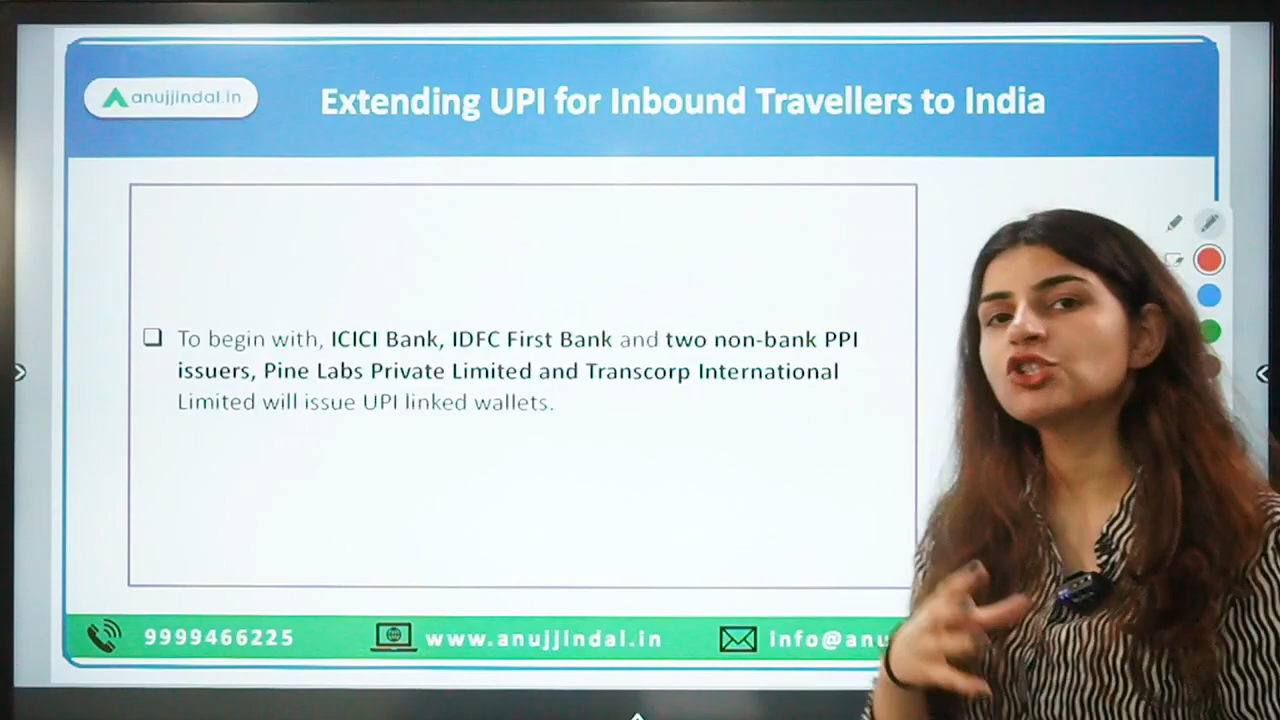 anujjindal.in
Extending UPI for Inbound Travellers to India
To begin with, ICICI Bank, IDFC First Bank and two non-bank PPI
issuers, Pine Labs Private Limited and Transcorp International
Limited will issue UPI linked wallets.
9999466225
www.anujjindal.in
info@anu